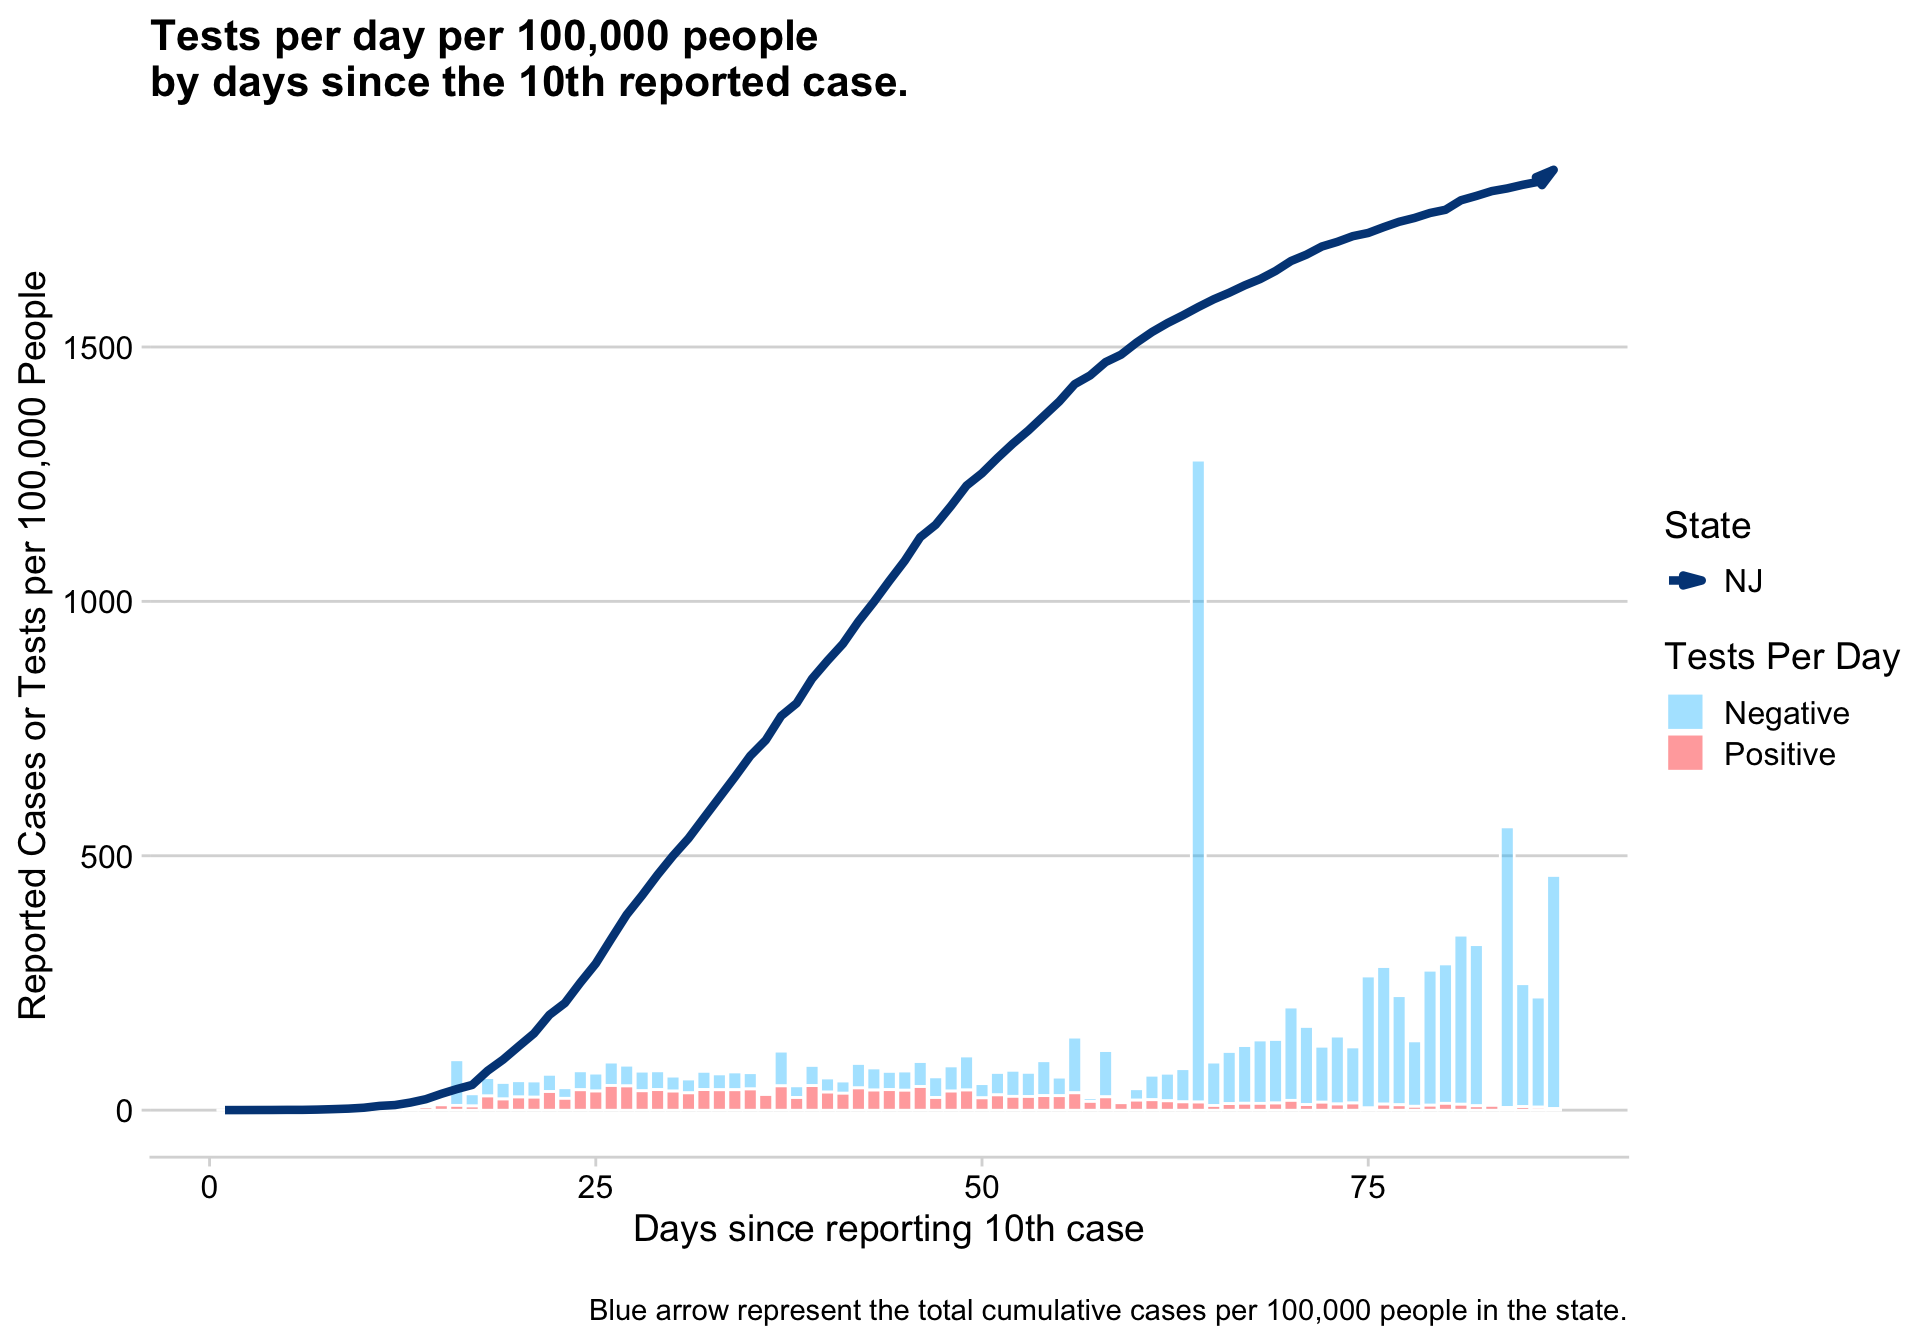 Tests per day per 100,000 people
by days since the 10th reported case.
Reported Cases or Tests per 100,000 People
1500
1000
500
0
0
25
50
75
Days since reporting 10th case
State
NJ
Tests Per Day
Negative
Positive
Blue arrow represent the total cumulative cases per 100,000 people in the state.